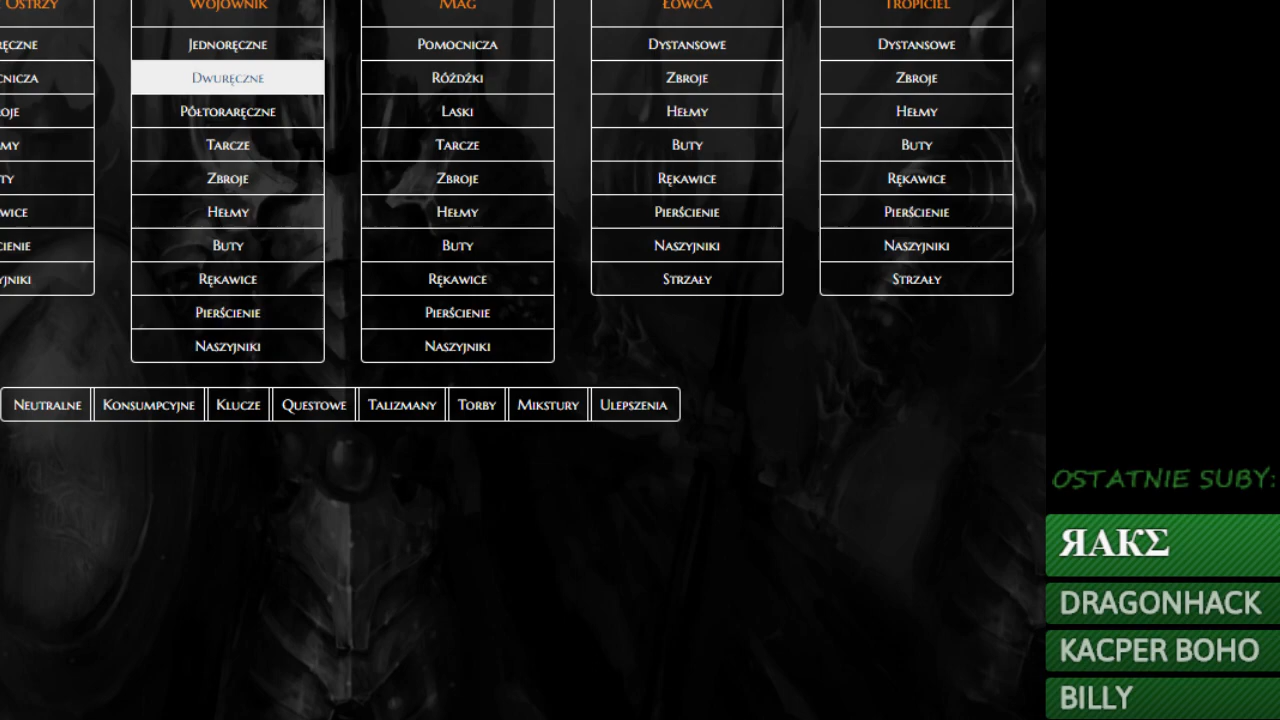 Ostrzy
Wojownik
Mag
Łowca
Tropiciel
Jednoręczne
Dwuręczne
Półtoraręczne
Tarcze
Zbroje
Hełmy
Buty
Rękawice
Pierścienie
Naszyjniki
Pomocnicza
Różdżki
Laski
Tarcze
Zbroje
Hełmy
Buty
Rękawice
Pierścienie
Naszyjniki
Dystansowe
Zbroje
Hełmy
Buty
Rękawice
Pierścienie
Naszyjniki
Strzały
Dystansowe
Zbroje
Hełmy
Buty
Rękawice
Pierścienie
Naszyjniki
Strzały
Neutralne Konsumpcyjne Klucze Questowe Talizmany Torby Mikstury Ulepszenia
OSTATNIE SUBY:
ЯAKΣ
DRAGONHACK
KACPER BOHO
BILLY